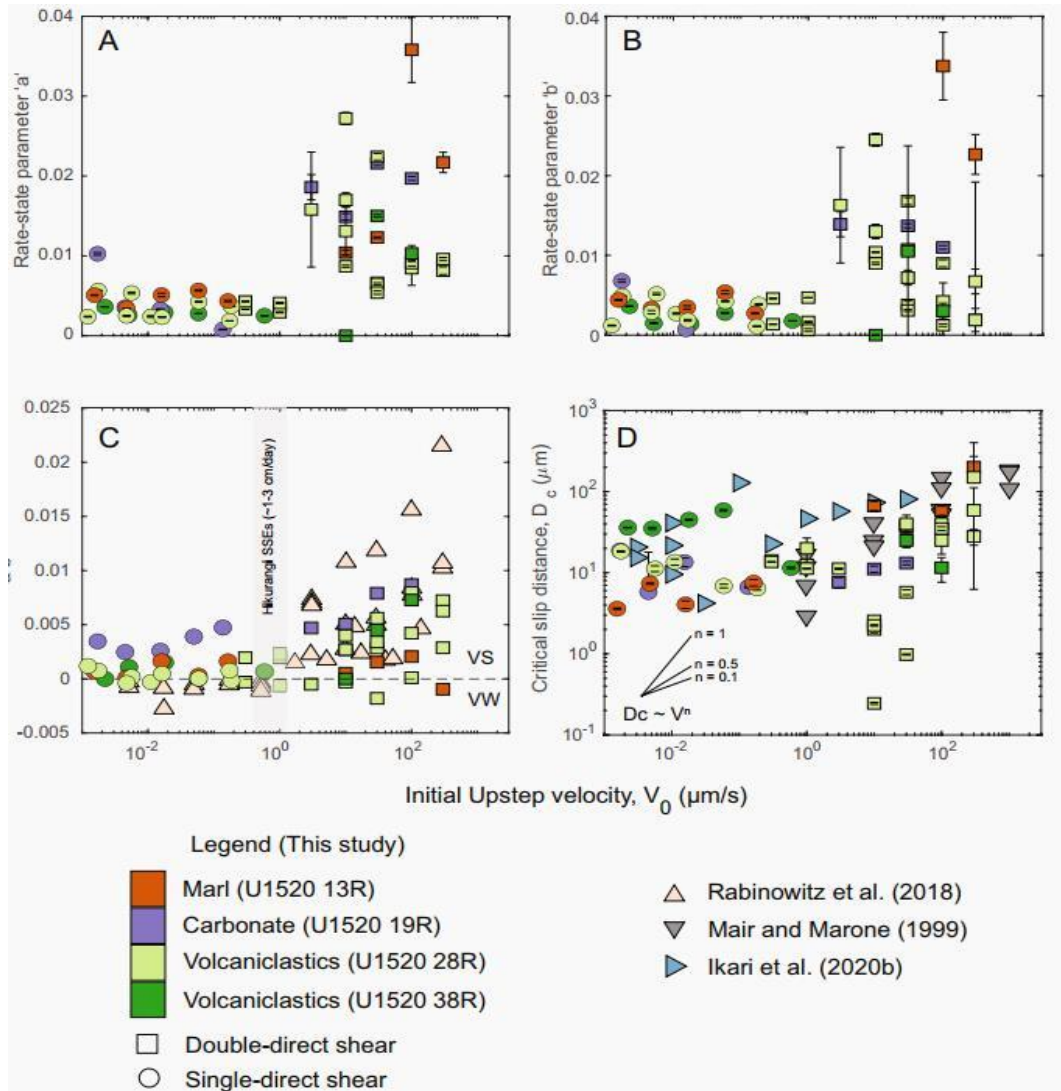 A
B
Rate-state parameter 'a'
0.04
0.03
0.02
0.01
0
Rate-state parameter 'b'
0.04
0.03
0.02
0.01
0
C
D
0.025
0.02
0.015
0.01
0.005
0
-0.005
Hikurangi SSEs (~1-3 cm/day)
VS
VW
10^-2
10^0
10^2
Critical slip distance, D_c (μm)
10^3
10^2
10^1
10^0
10^-1
n = 1
n = 0.5
n = 0.1
Dc ~ V^n
10^-2
10^0
10^2
Initial Upstep velocity, V_0 (μm/s)
Legend (This study)
Marl (U1520 13R)
Carbonate (U1520 19R)
Volcaniclastics (U1520 28R)
Volcaniclastics (U1520 38R)
Double-direct shear
Single-direct shear
Rabinowitz et al. (2018)
Mair and Marone (1999)
Ikari et al. (2020b)